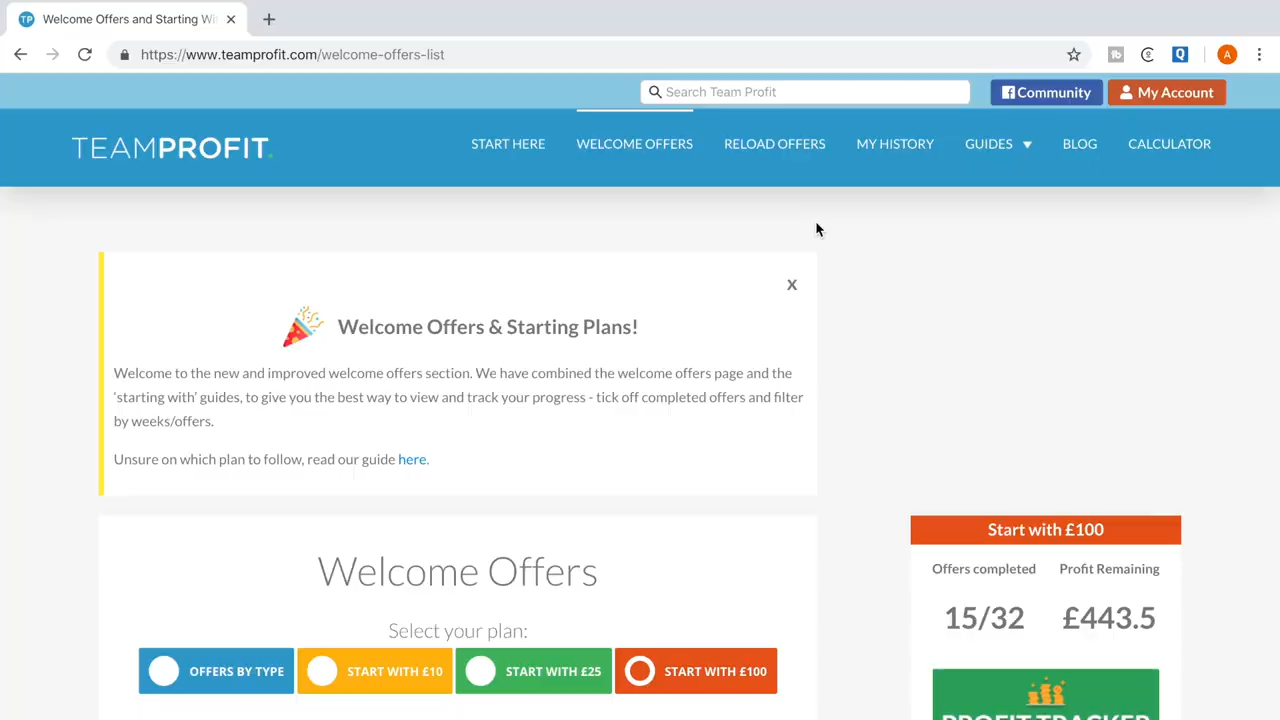 TP Welcome Offers and Starting Wi
https://www.teamprofit.com/welcome-offers-list
A
Search Team Profit
Community
My Account
TEAMPROFIT.
START HERE
WELCOME OFFERS
RELOAD OFFERS
MY HISTORY
GUIDES
BLOG
CALCULATOR
X
Welcome Offers & Starting Plans!
Welcome to the new and improved welcome offers section. We have combined the welcome offers page and the
'starting with' guides, to give you the best way to view and track your progress - tick off completed offers and filter
by weeks/offers.
Unsure on which plan to follow, read our guide here.
Welcome Offers
Select your plan:
OFFERS BY TYPE
START WITH £10
START WITH £25
START WITH £100
Start with £100
Offers completed
Profit Remaining
15/32
£443.5
PROFIT TRACKER